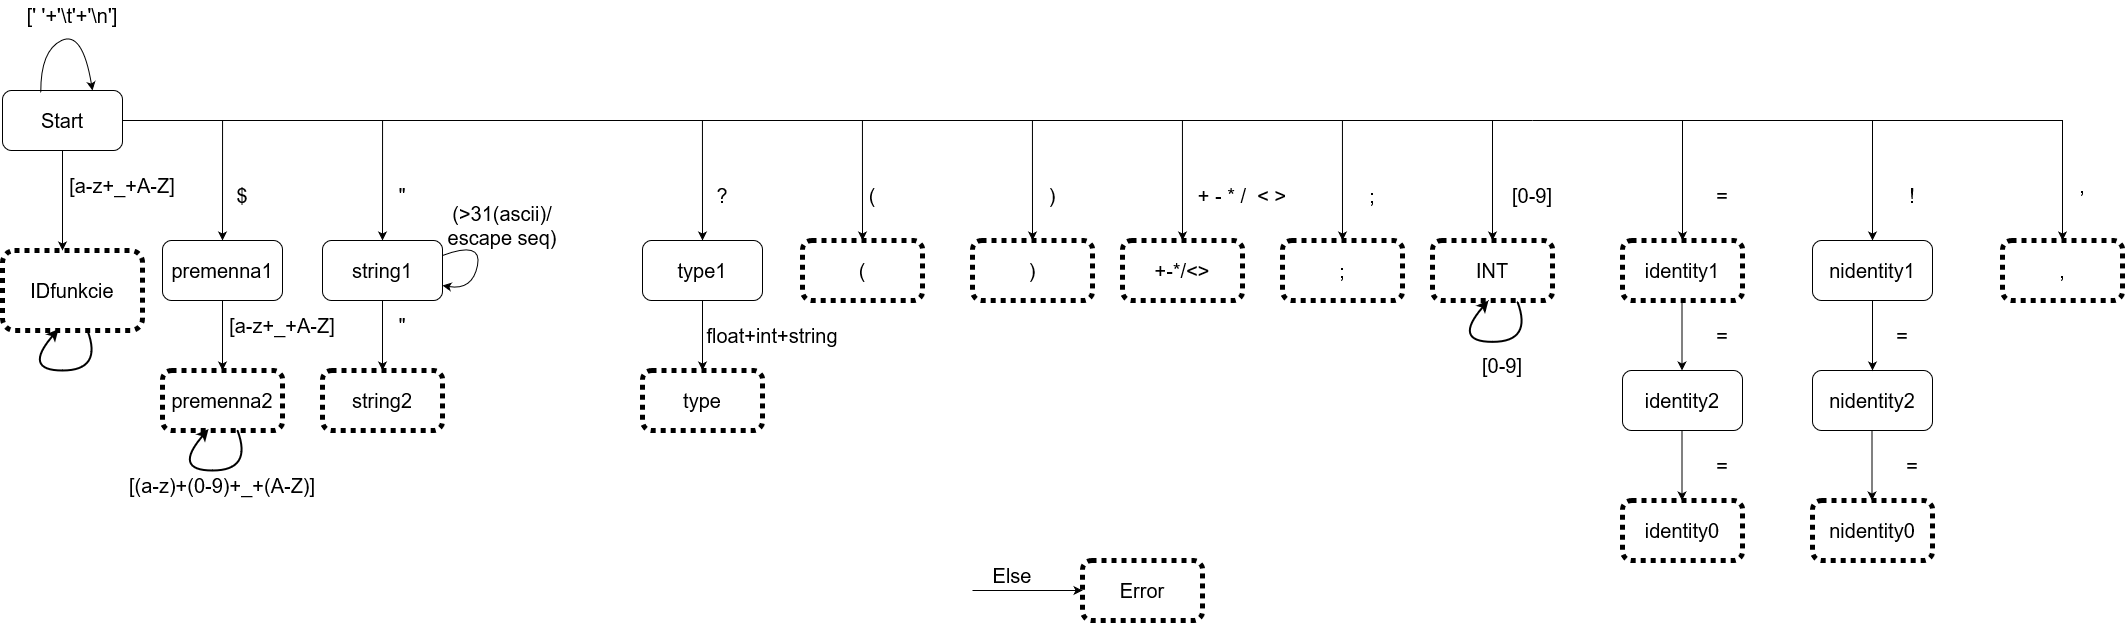 [' '+'\t'+'\n']
Start
[a-z+_+A-Z]
$
"
(>31(ascii)/
escape seq)
?
(
)
+ - * / < >
;
[0-9]
=
!
,
IDfunkcie
premenna1
string1
type1
(
)
+-*/<>
;
INT
identity1
nidentity1
,
[a-z+_+A-Z]
"
float+int+string
[0-9]
=
=
premenna2
string2
type
identity2
nidentity2
[(a-z)+(0-9)+_+(A-Z)]
=
=
identity0
nidentity0
Else
Error